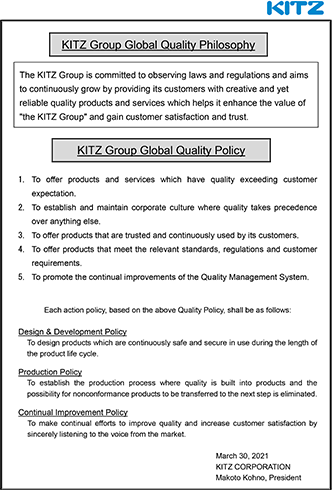 KITZ
KITZ Group Global Quality Philosophy
The KITZ Group is committed to observing laws and regulations and aims
to continuously grow by providing its customers with creative and yet
reliable quality products and services which helps it enhance the value of
"the KITZ Group" and gain customer satisfaction and trust.
KITZ Group Global Quality Policy
1. To offer products and services which have quality exceeding customer
expectation.
2. To establish and maintain corporate culture where quality takes precedence
over anything else.
3. To offer products that are trusted and continuously used by its customers.
4. To offer products that meet the relevant standards, regulations and customer
requirements.
5. To promote the continual improvements of the Quality Management System.
Each action policy, based on the above Quality Policy, shall be as follows:
Design & Development Policy
To design products which are continuously safe and secure in use during the length of
the product life cycle.
Production Policy
To establish the production process where quality is built into products and the
possibility for nonconformance products to be transferred to the next step is eliminated.
Continual Improvement Policy
To make continual efforts to improve quality and increase customer satisfaction by
sincerely listening to the voice from the market.
March 30, 2021
KITZ CORPORATION
Makoto Kohno, President